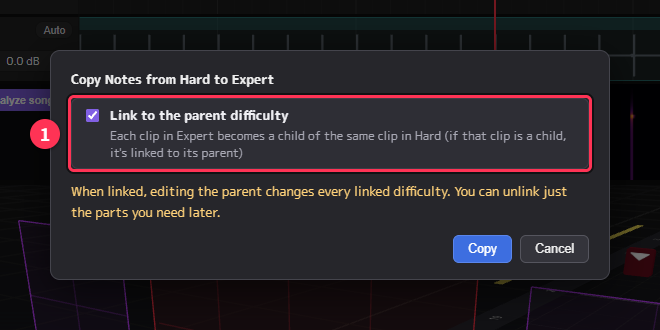 Auto
0.0 dB
alyze song
Copy Notes from Hard to Expert
1
Link to the parent difficulty
Each clip in Expert becomes a child of the same clip in Hard (if that clip is a child,
it's linked to its parent)
When linked, editing the parent changes every linked difficulty. You can unlink just
the parts you need later.
Copy
Cancel